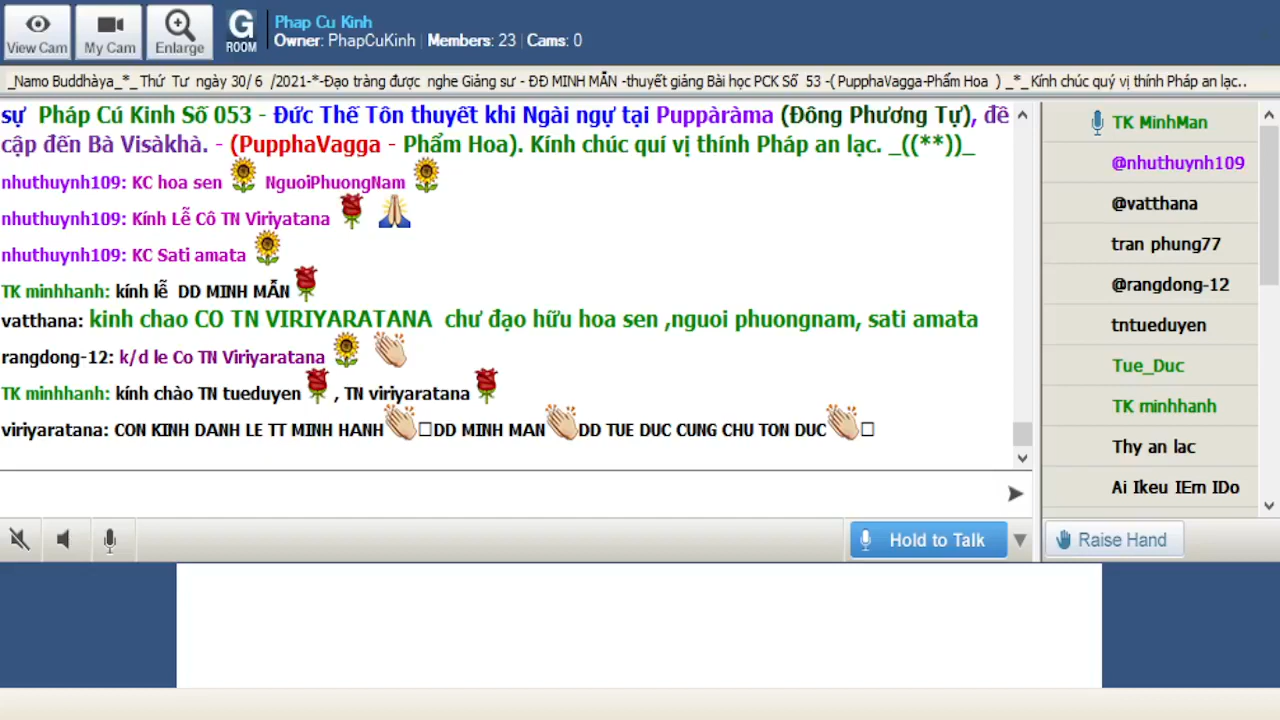 View Cam
My Cam
Enlarge
G
ROOM
Phap Cu Kinh
Owner: PhapCuKinh | Members: 23 | Cams: 0
_Namo Buddhàya_*_Thứ Tư ngày 30/ 6 /2021-*-Đạo tràng được nghe Giảng sư - ĐĐ MINH MẪN -thuyết giảng Bài học PCK Số 53 -( PupphaVagga-Phẩm Hoa ) _*_Kính chúc quý vị thính Pháp an lạc..
sự Pháp Cú Kinh Số 053 - Đức Thế Tôn thuyết khi Ngài ngự tại Puppàràma (Đông Phương Tự), đề
cập đến Bà Visàkhà. - (PupphaVagga - Phẩm Hoa). Kính chúc quí vị thính Pháp an lạc. _((**))_
nhuthuynh109: KC hoa sen NguoiPhuongNam
nhuthuynh109: Kính Lễ Cô TN Viriyatana
nhuthuynh109: KC Sati amata
TK minhhanh: kính lễ DD MINH MẪN
vatthana: kinh chao CO TN VIRIYARATANA chư đạo hữu hoa sen ,nguoi phuongnam, sati amata
rangdong-12: k/d le Co TN Viriyaratana
TK minhhanh: kính chào TN tueduyen , TN viriyaratana
viriyaratana: CON KINH DANH LE TT MINH HANH DD MINH MAN DD TUE DUC CUNG CHU TON DUC
TK MinhMan
@nhuthuynh109
@vatthana
tran phung77
@rangdong-12
tntueduyen
Tue_Duc
TK minhhanh
Thy an lac
Ai Ikeu IEm IDo
Hold to Talk
Raise Hand